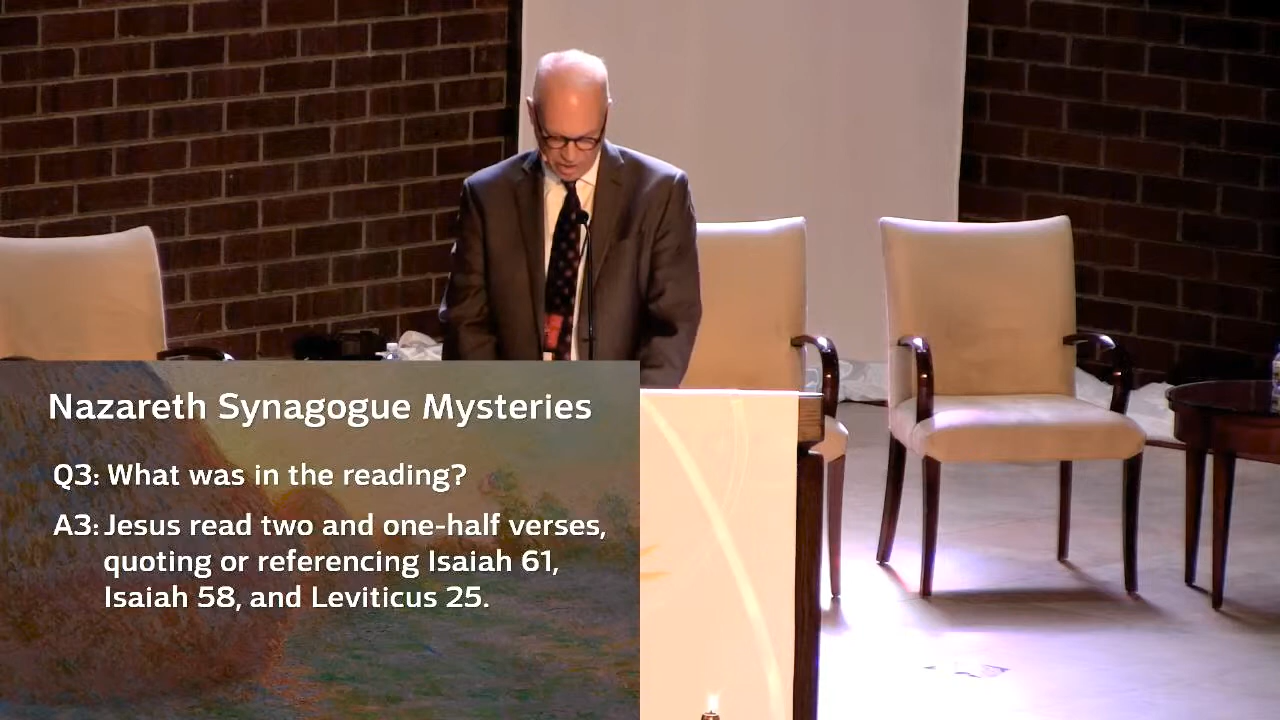 Nazareth Synagogue Mysteries
Q3: What was in the reading?
A3: Jesus read two and one-half verses,
quoting or referencing Isaiah 61,
Isaiah 58, and Leviticus 25.